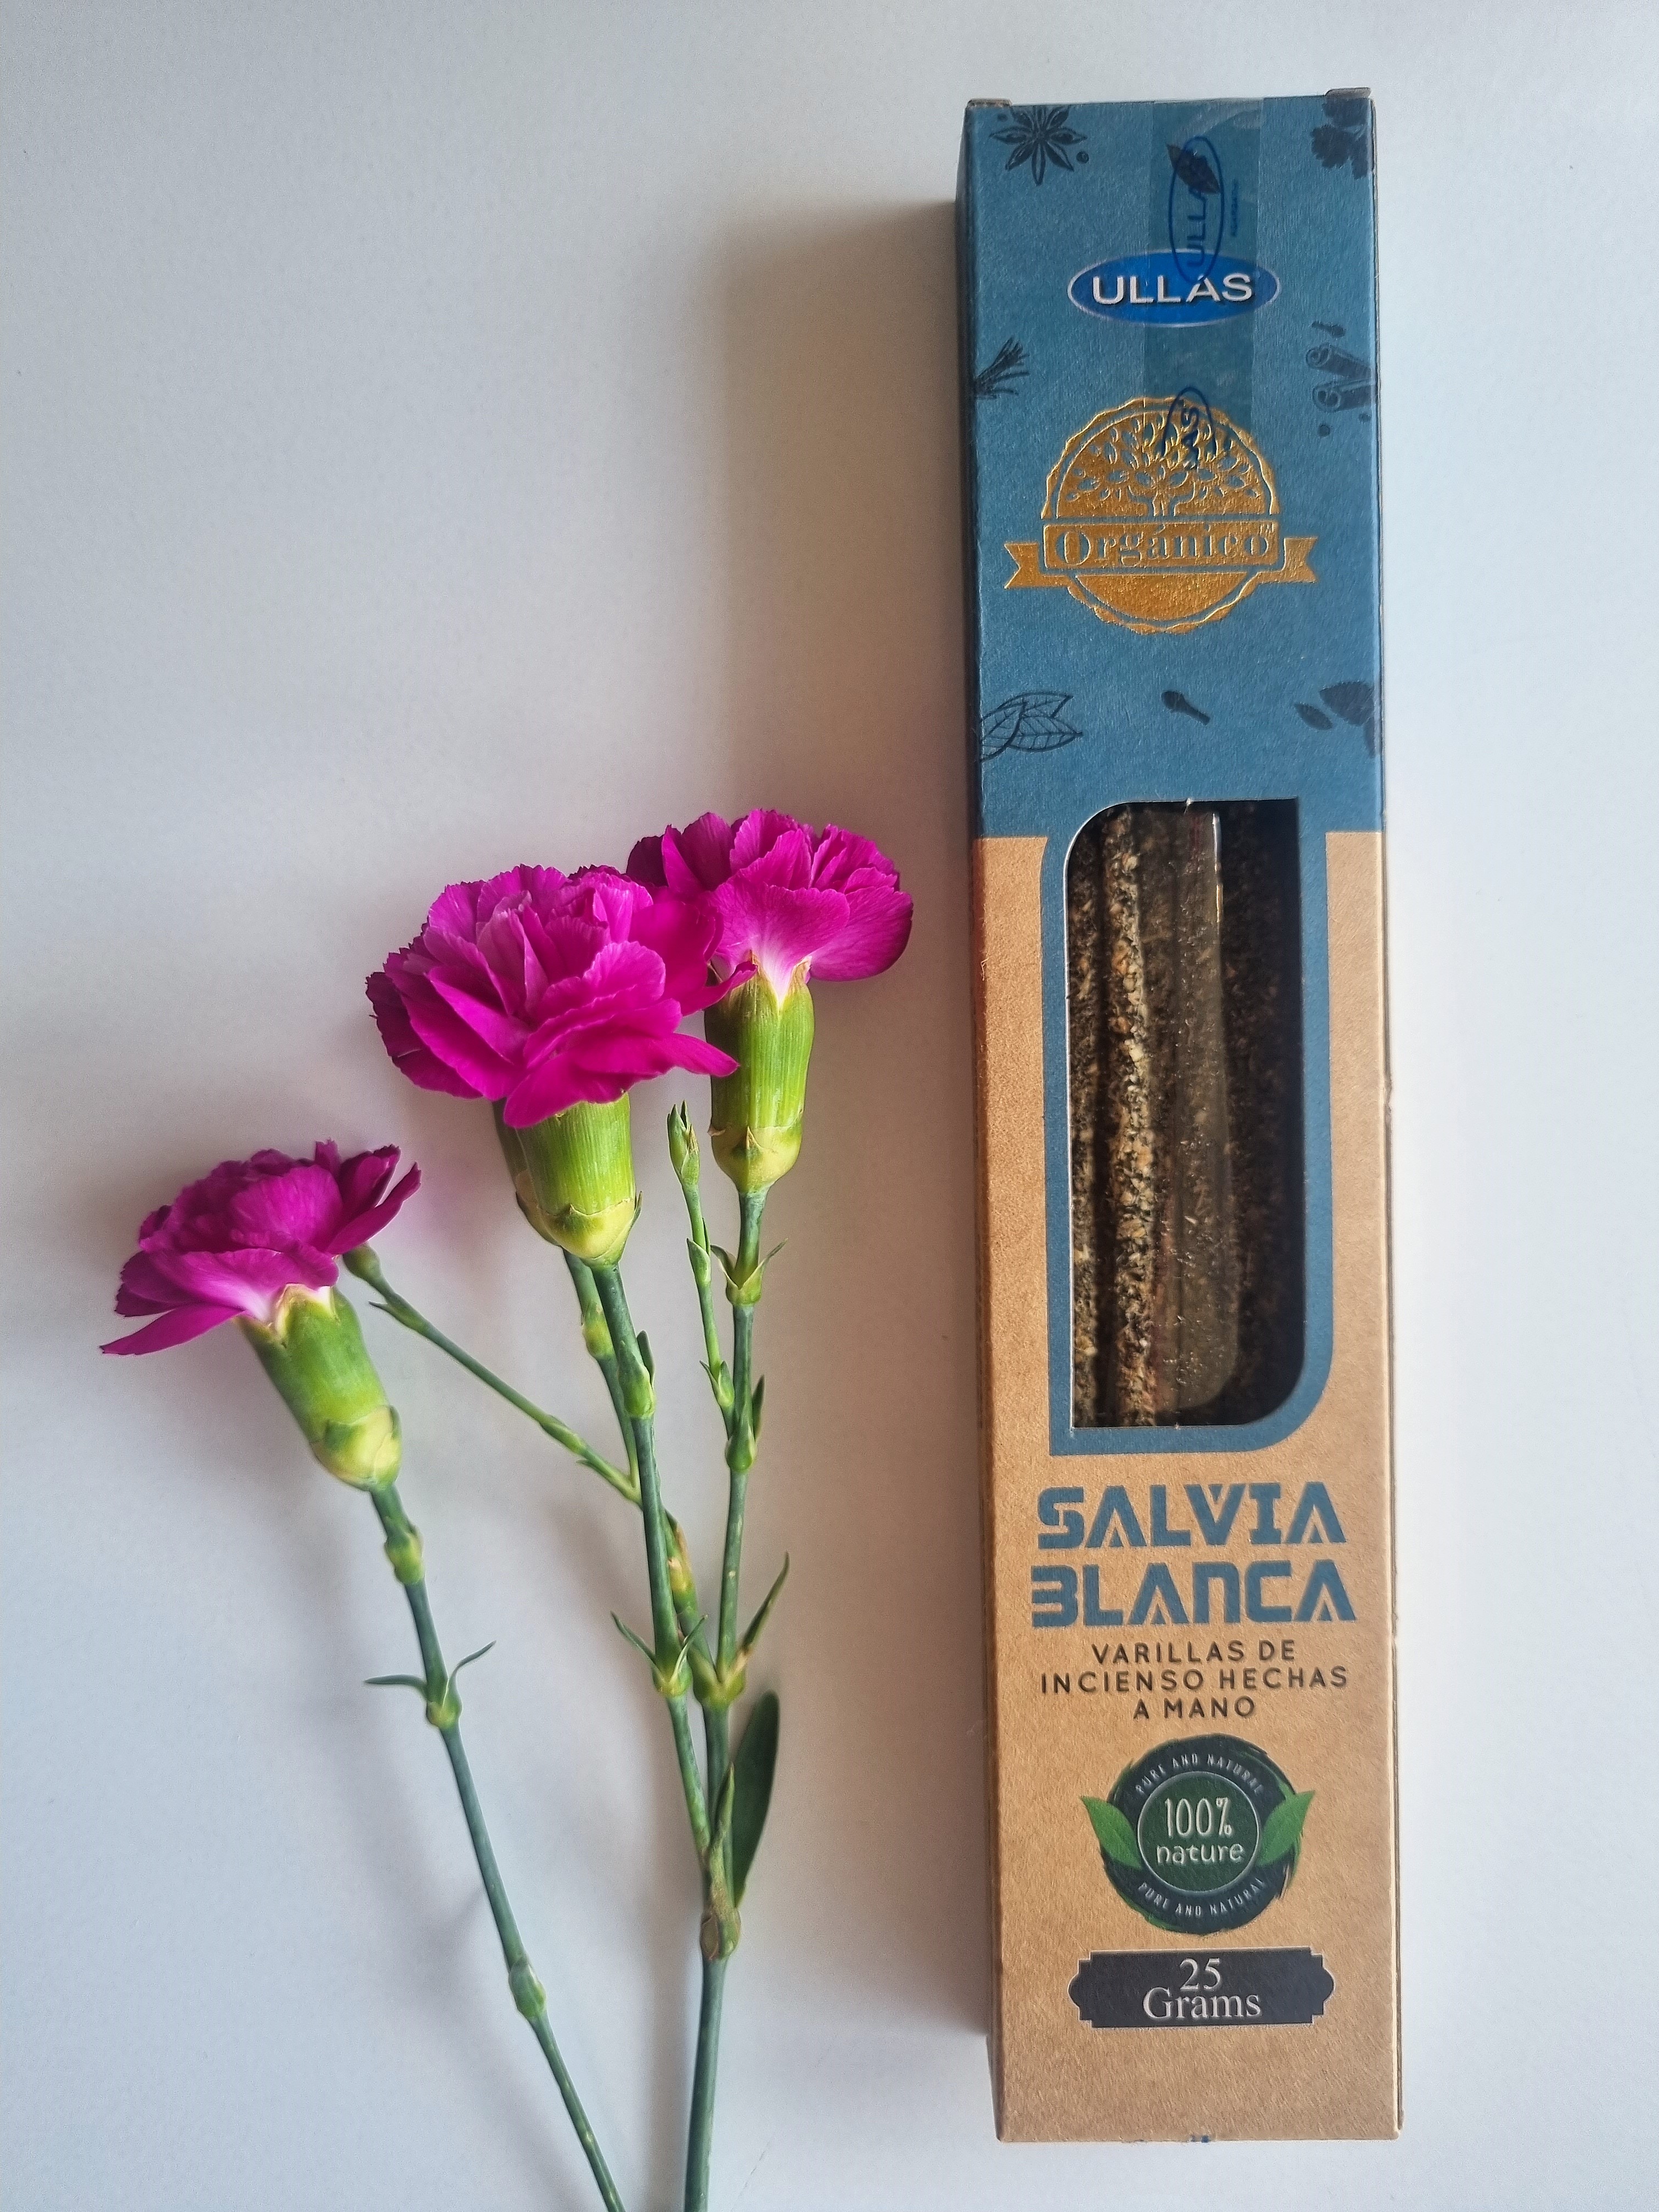 ULLAS
ULLAS
Orgánico
SALVIA
BLANCA
VARILLAS DE
INCIENSO HECHAS
A MANO
PURE AND NATURAL
100%
nature
PURE AND NATURAL
25
Grams